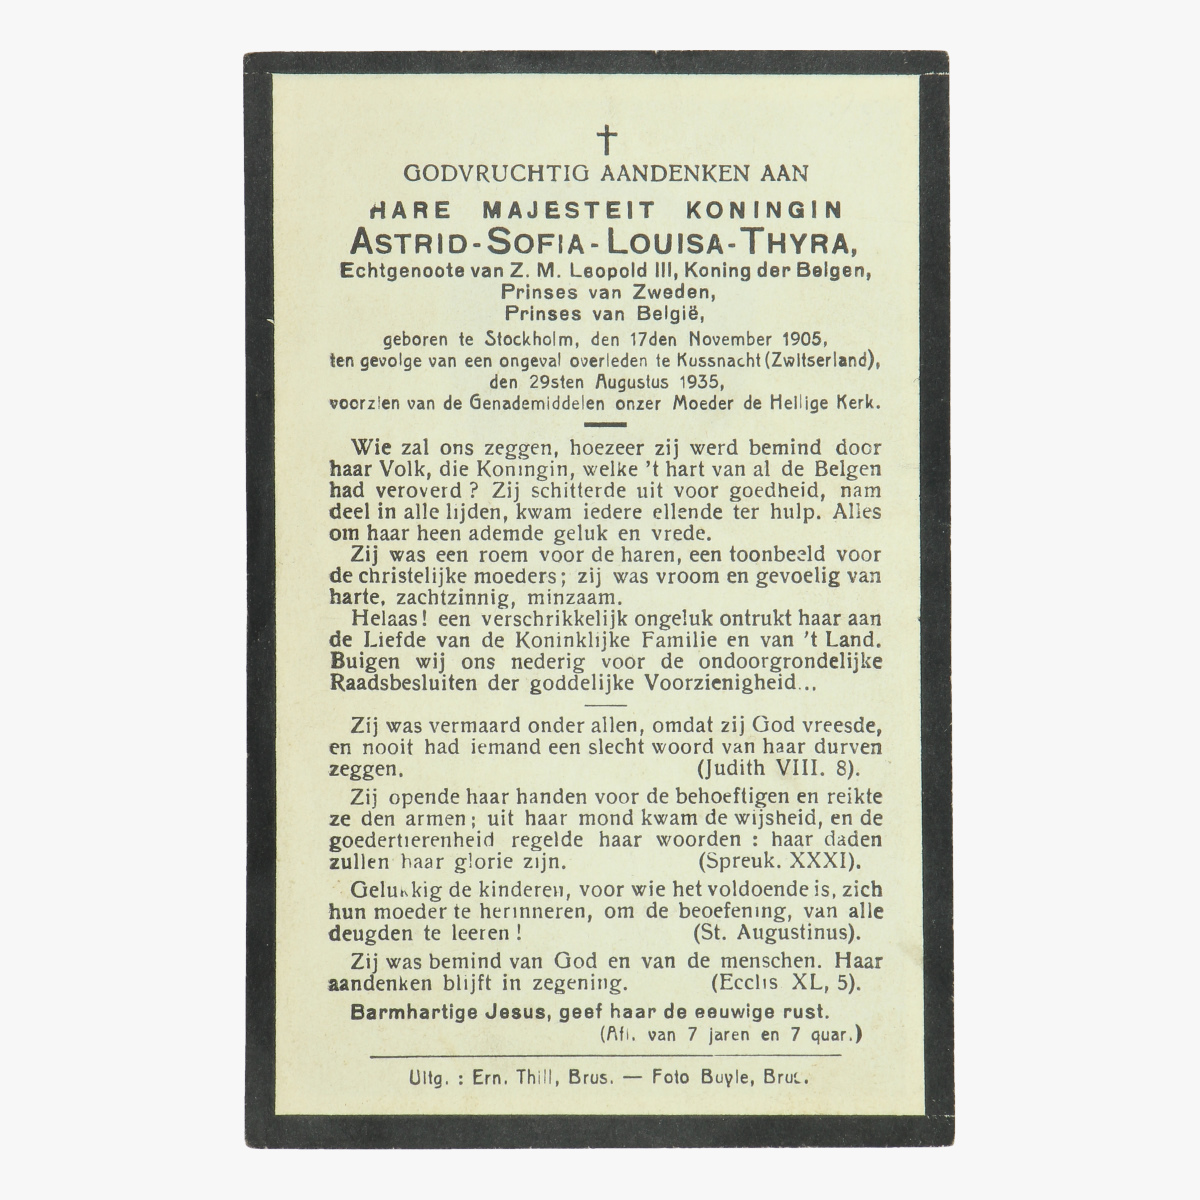 GODVRUCHTIG AANDENKEN AAN
HARE MAJESTEIT KONINGIN
ASTRID-SOFIA-LOUISA-THYRA,
Echtgenoote van Z. M. Leopold III, Koning der Belgen,
Prinses van Zweden,
Prinses van België,
geboren te Stockholm, den 17den November 1905,
ten gevolge van een ongeval overleden te Kussnacht (Zwitserland),
den 29sten Augustus 1935,
voorzien van de Genademiddelen onzer Moeder de Heilige Kerk.
Wie zal ons zeggen, hoezeer zij werd bemind door
haar Volk, die Koningin, welke 't hart van al de Belgen
had veroverd ? Zij schitterde uit voor goedheid, nam
deel in alle lijden, kwam iedere ellende ter hulp. Alles
om haar heen ademde geluk en vrede.
Zij was een roem voor de haren, een toonbeeld voor
de christelijke moeders ; zij was vroom en gevoelig van
harte, zachtzinnig, minzaam.
Helaas ! een verschrikkelijk ongeluk ontrukt haar aan
de Liefde van de Koninklijke Familie en van 't Land.
Buigen wij ons nederig voor de ondoorgrondelijke
Raadsbesluiten der goddelijke Voorzienigheid...
Zij was vermaard onder allen, omdat zij God vreesde,
en nooit had iemand een slecht woord van haar durven
zeggen. (Judith VIII. 8).
Zij opende haar handen voor de behoeftigen en reikte
ze den armen ; uit haar mond kwam de wijsheid, en de
goedertierenheid regelde haar woorden : haar daden
zullen haar glorie zijn. (Spreuk. XXXI).
Gelukkig de kinderen, voor wie het voldoende is, zich
hun moeder te herinneren, om de beoefening, van alle
deugden te leeren ! (St. Augustinus).
Zij was bemind van God en van de menschen. Haar
aandenken blijft in zegening. (Ecclis XL, 5).
Barmhartige Jesus, geef haar de eeuwige rust.
(Afl. van 7 jaren en 7 quar.)
Uitg. : Ern. Thill, Brus. — Foto Buyle, Brus.